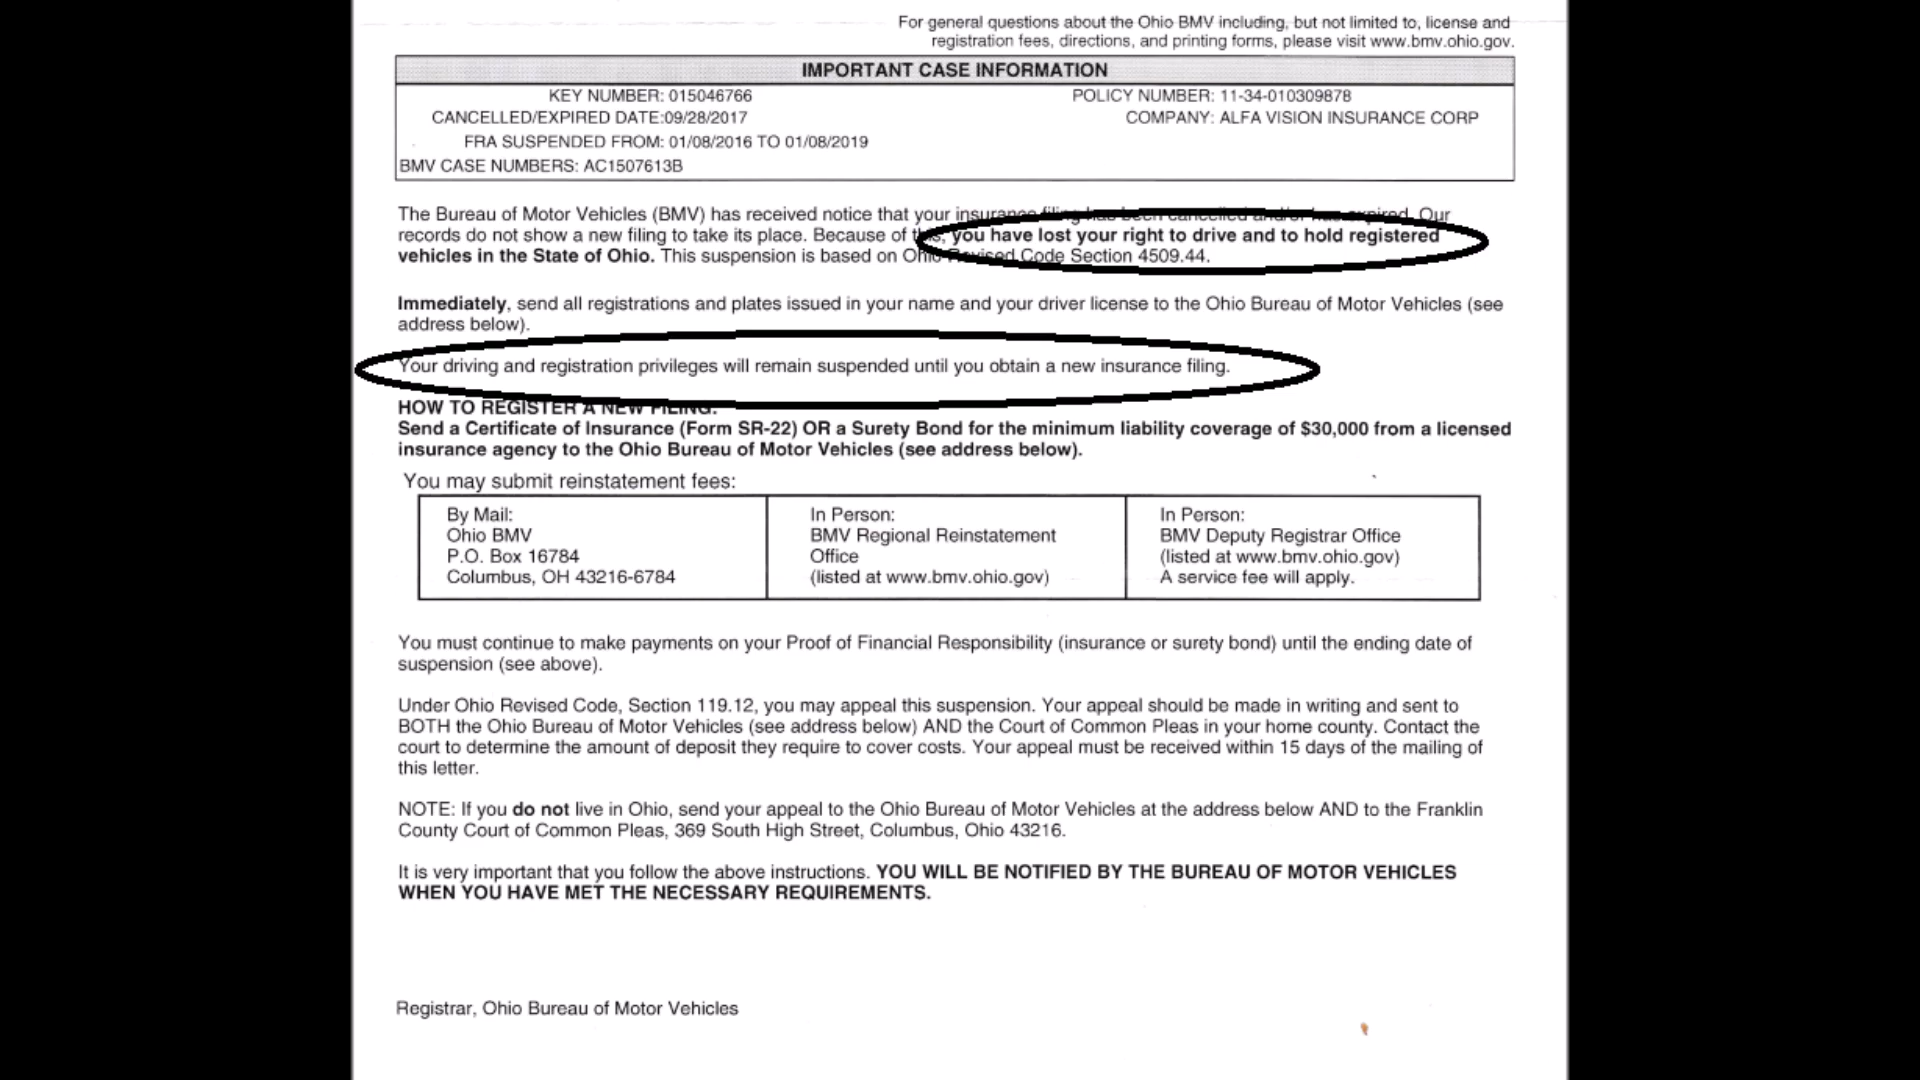 For general questions about the Ohio BMV including, but not limited to, license and
registration fees, directions, and printing forms, please visit www.bmv.ohio.gov.
IMPORTANT CASE INFORMATION
KEY NUMBER: 015046766
POLICY NUMBER: 11-34-010309878
CANCELLED/EXPIRED DATE:09/28/2017
COMPANY: ALFA VISION INSURANCE CORP
FRA SUSPENDED FROM: 01/08/2016 TO 01/08/2019
BMV CASE NUMBERS: AC1507613B
The Bureau of Motor Vehicles (BMV) has received notice that your insurance filing has been cancelled and/or has expired. Our
records do not show a new filing to take its place. Because of this, you have lost your right to drive and to hold registered
vehicles in the State of Ohio. This suspension is based on Ohio Revised Code Section 4509.44.
Immediately, send all registrations and plates issued in your name and your driver license to the Ohio Bureau of Motor Vehicles (see
address below).
Your driving and registration privileges will remain suspended until you obtain a new insurance filing.
HOW TO REGISTER A NEW FILING:
Send a Certificate of Insurance (Form SR-22) OR a Surety Bond for the minimum liability coverage of $30,000 from a licensed
insurance agency to the Ohio Bureau of Motor Vehicles (see address below).
You may submit reinstatement fees:
By Mail:
Ohio BMV
P.O. Box 16784
Columbus, OH 43216-6784
In Person:
BMV Regional Reinstatement
Office
(listed at www.bmv.ohio.gov)
In Person:
BMV Deputy Registrar Office
(listed at www.bmv.ohio.gov)
A service fee will apply.
You must continue to make payments on your Proof of Financial Responsibility (insurance or surety bond) until the ending date of
suspension (see above).
Under Ohio Revised Code, Section 119.12, you may appeal this suspension. Your appeal should be made in writing and sent to
BOTH the Ohio Bureau of Motor Vehicles (see address below) AND the Court of Common Pleas in your home county. Contact the
court to determine the amount of deposit they require to cover costs. Your appeal must be received within 15 days of the mailing of
this letter.
NOTE: If you do not live in Ohio, send your appeal to the Ohio Bureau of Motor Vehicles at the address below AND to the Franklin
County Court of Common Pleas, 369 South High Street, Columbus, Ohio 43216.
It is very important that you follow the above instructions. YOU WILL BE NOTIFIED BY THE BUREAU OF MOTOR VEHICLES
WHEN YOU HAVE MET THE NECESSARY REQUIREMENTS.
Registrar, Ohio Bureau of Motor Vehicles